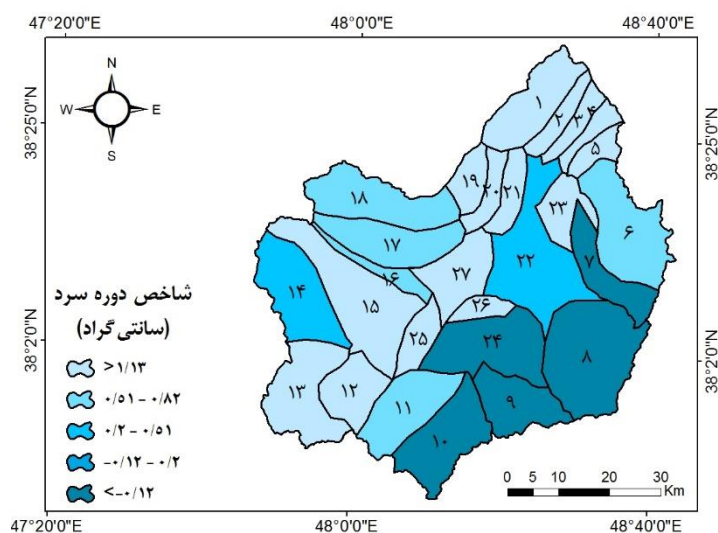 47°20'0"E 48°0'0"E 48°40'0"E
N
W E
S
38°25'0"N
38°25'0"N
۱
۲
۳
۴
۵
۱۹
۲۰
۲۱
۲۳
۱۸
۶
۱۷
۲۲
۷
۱۶
۲۷
۱۴
۱۵
۲۶
۲۵
۲۴
۸
۱۳
۱۲
۱۱
۹
۱۰
شاخص دوره سرد
(سانتی‌گراد)
>۱/۱۳
۰/۵۱ – ۰/۸۲
۰/۲ – ۰/۵۱
-۰/۱۲ – ۰/۲
<-۰/۱۲
38°2'0"N
38°2'0"N
0 5 10 20 30
Km
47°20'0"E 48°0'0"E 48°40'0"E